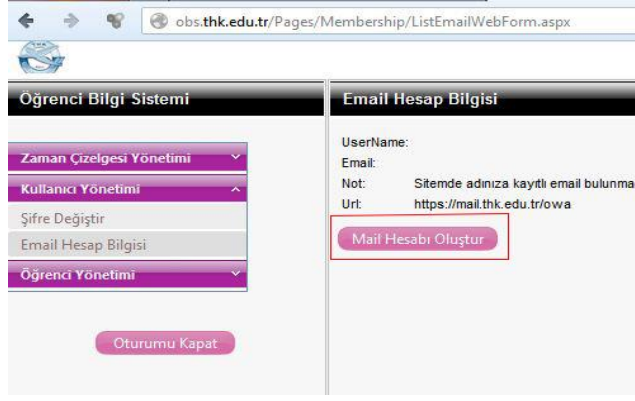 obs.thk.edu.tr/Pages/Membership/ListEmailWebForm.aspx
Öğrenci Bilgi Sistemi
Zaman Çizelgesi Yönetimi
Kullanıcı Yönetimi
Şifre Değiştir
Email Hesap Bilgisi
Öğrenci Yönetimi
Oturumu Kapat
Email Hesap Bilgisi
UserName:
Email:
Not: Sitemde adınıza kayıtlı email bulunma
Url: https://mail.thk.edu.tr/owa
Mail Hesabı Oluştur